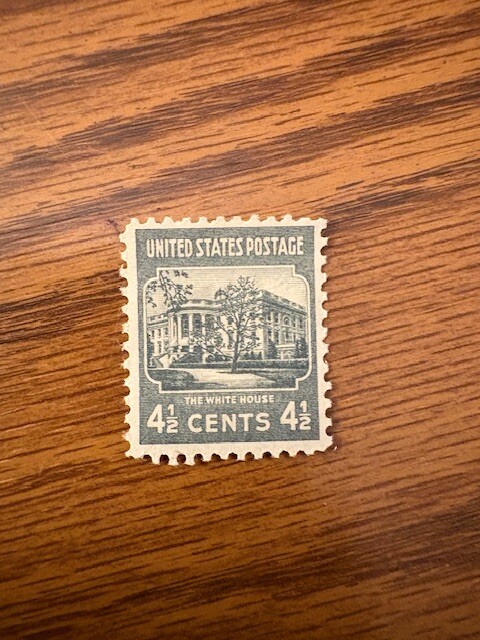 UNITED STATES POSTAGE
THE WHITE HOUSE
4½ CENTS 4½